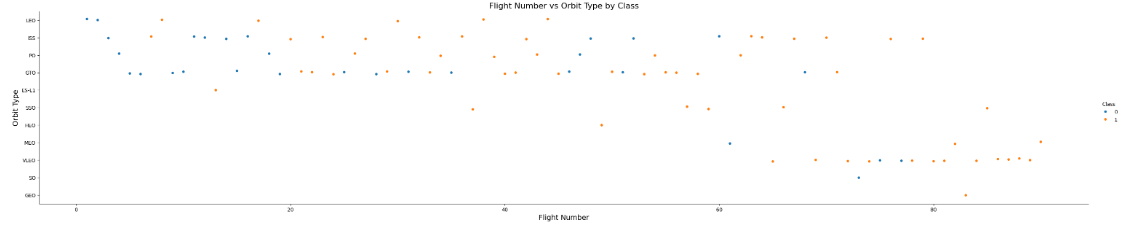 Flight Number vs Orbit Type by Class
Orbit Type
LEO
ISS
PO
GTO
ES-L1
SSO
HEO
MEO
VLEO
SO
GEO
0
20
40
60
80
Flight Number
Class
0
1